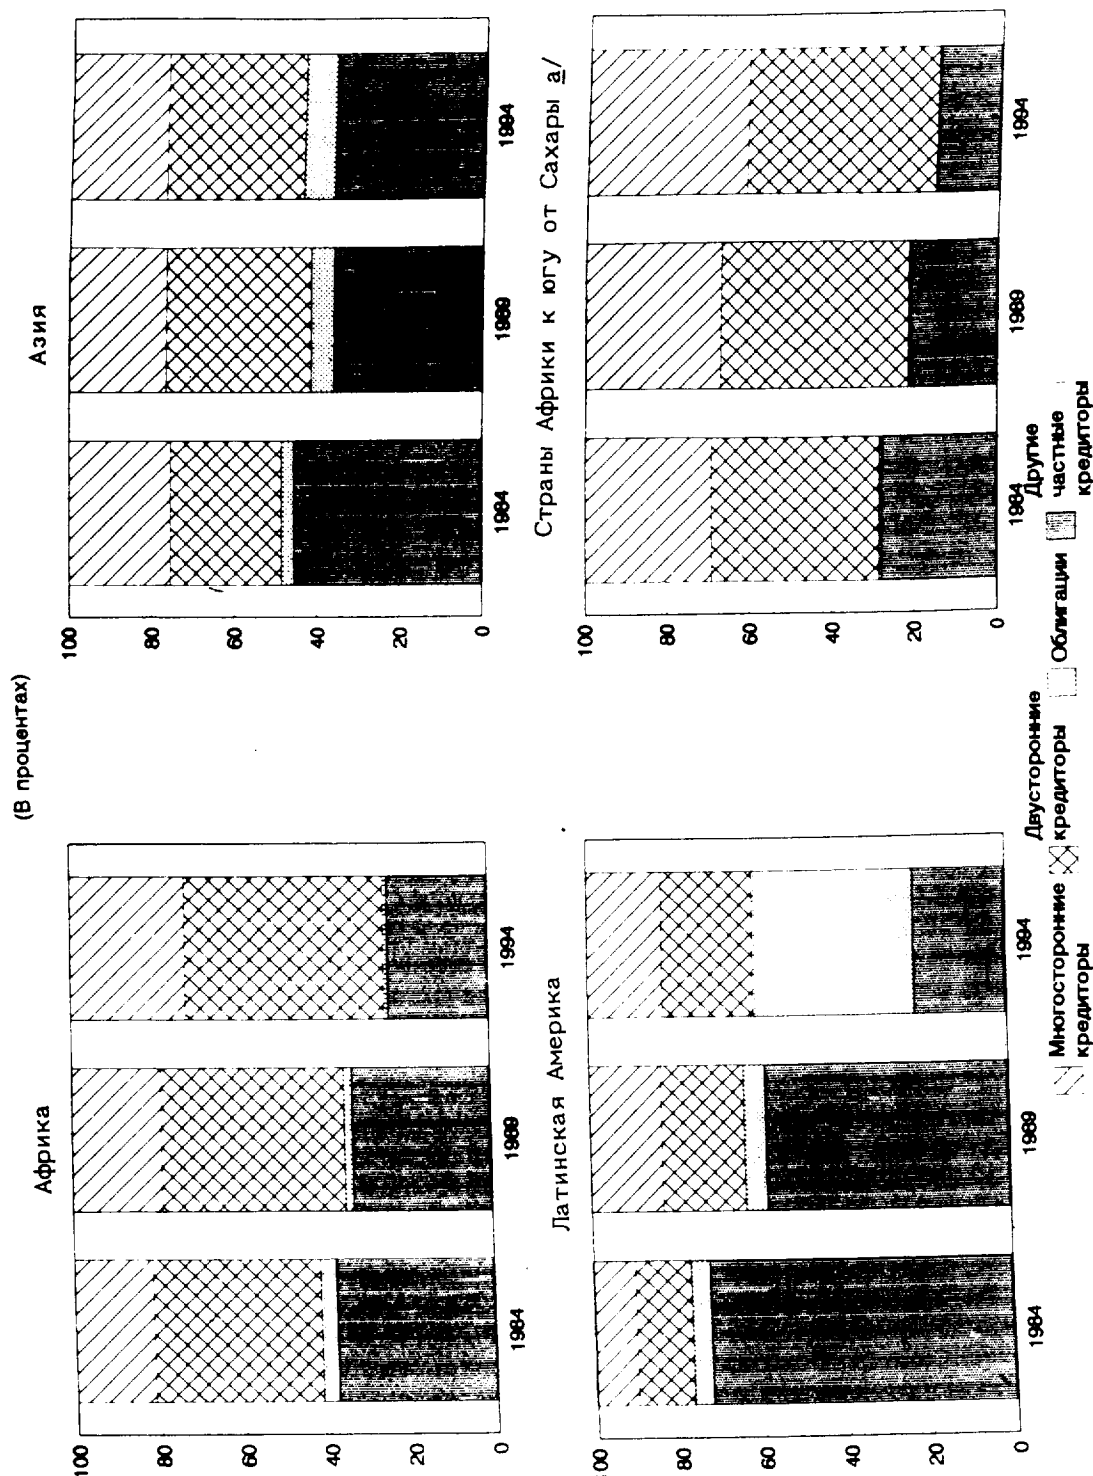 (В процентах)
Африка
100
80
60
40
20
0
1984
1989
1994
Азия
100
80
60
40
20
0
1984
1989
1994
Латинская Америка
100
80
60
40
20
0
1984
1989
1994
Страны Африки к югу от Сахары а/
100
80
60
40
20
0
1984
1989
1994
Многосторонние
кредиторы
Двусторонние
кредиторы
Облигации
Другие
частные
кредиторы